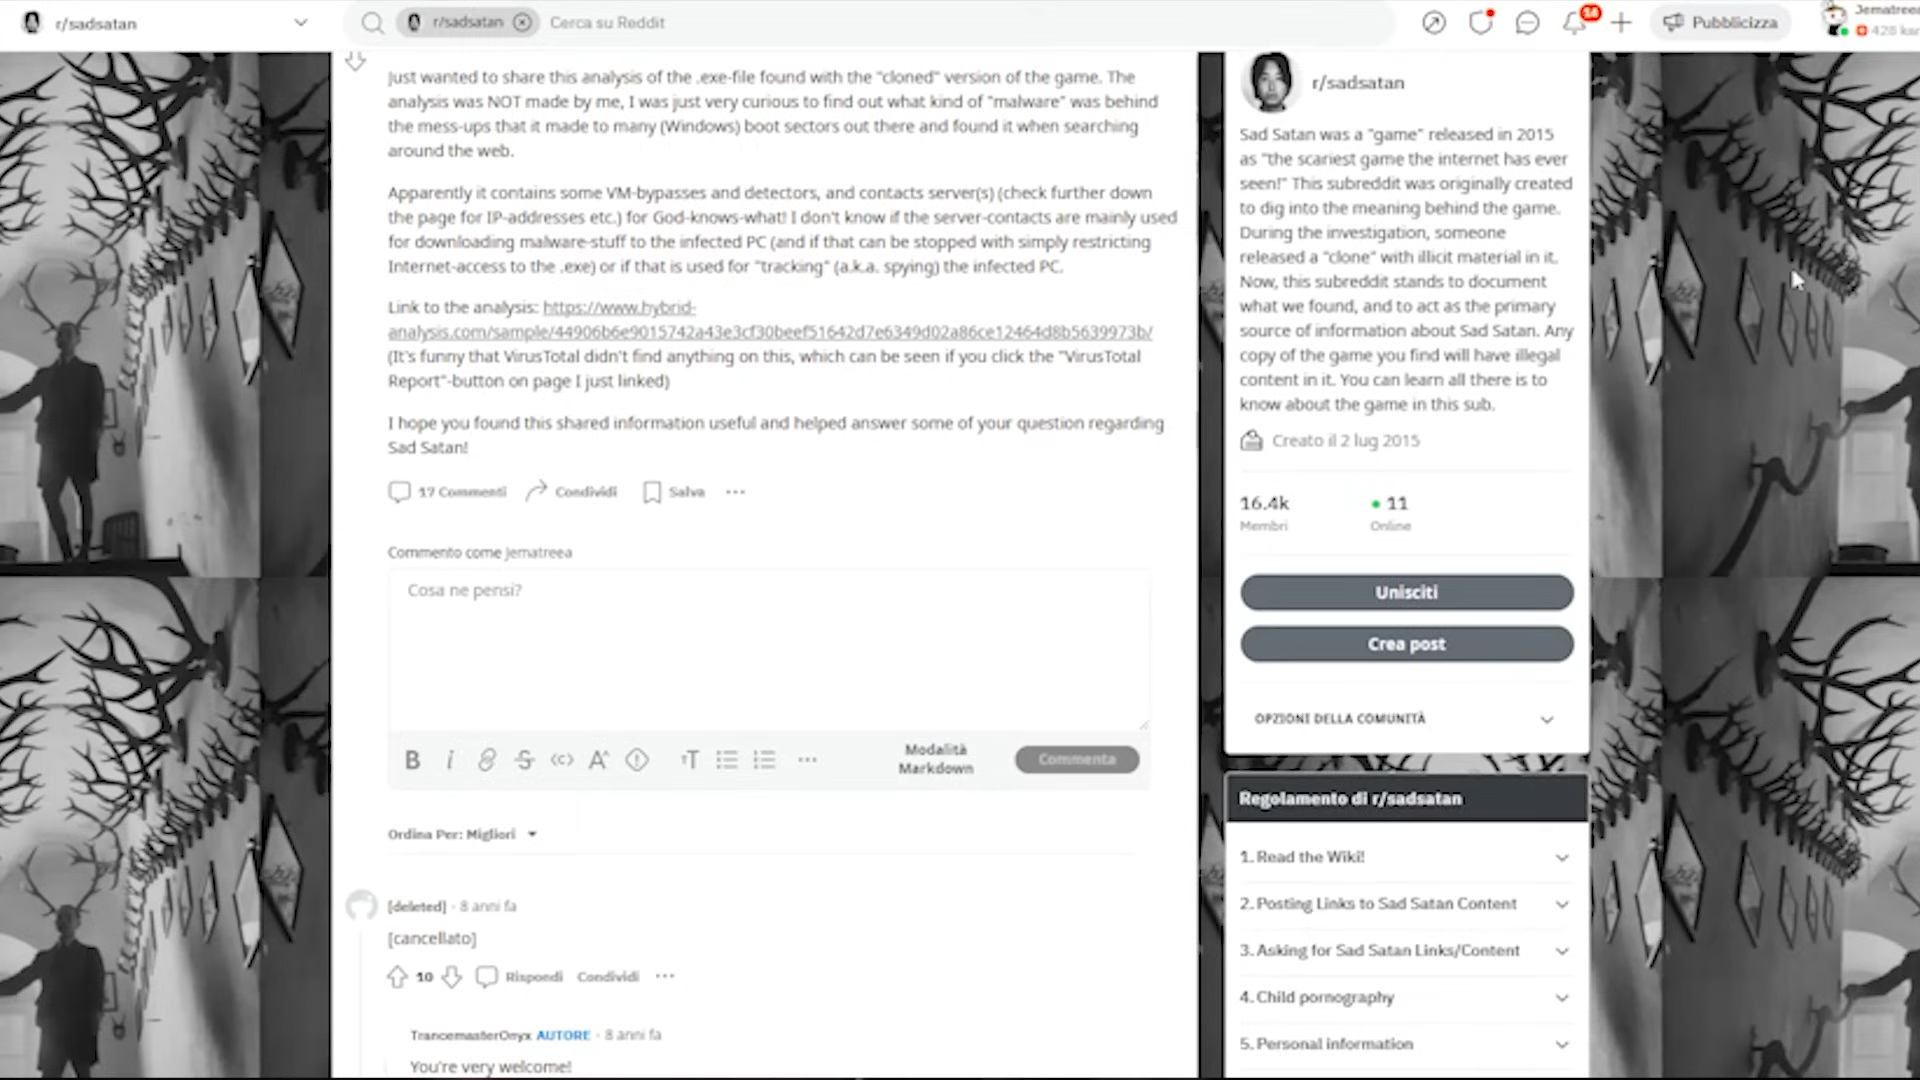 r/sadsatan
r/sadsatan
Cerca su Reddit
Pubblicizza
Just wanted to share this analysis of the .exe-file found with the "cloned" version of the game. The
analysis was NOT made by me, I was just very curious to find out what kind of "malware" was behind
the mess-ups that it made to many (Windows) boot sectors out there and found it when searching
around the web.
Apparently it contains some VM-bypasses and detectors, and contacts server(s) (check further down
the page for IP-addresses etc.) for God-knows-what! I don't know if the server-contacts are mainly used
for downloading malware-stuff to the infected PC (and if that can be stopped with simply restricting
Internet-access to the .exe) or if that is used for "tracking" (a.k.a. spying) the infected PC.
Link to the analysis: https://www.hybrid-
analysis.com/sample/44906b6e9015742a43e3cf30beef51642d7e6349d02a86ce12464d8b5639973b/
(It's funny that VirusTotal didn't find anything on this, which can be seen if you click the "VirusTotal
Report"-button on page I just linked)
I hope you found this shared information useful and helped answer some of your question regarding
Sad Satan!
17 Commenti
Condividi
Salva
Commento come Jematreea
Cosa ne pensi?
Modalità
Markdown
Commenta
Ordina Per: Migliori
[deleted] · 8 anni fa
[cancellato]
10
Rispondi
Condividi
TrancemasterOnyx AUTORE · 8 anni fa
You're very welcome!
r/sadsatan
Sad Satan was a "game" released in 2015
as "the scariest game the internet has ever
seen!" This subreddit was originally created
to dig into the meaning behind the game.
During the investigation, someone
released a "clone" with illicit material in it.
Now, this subreddit stands to document
what we found, and to act as the primary
source of information about Sad Satan. Any
copy of the game you find will have illegal
content in it. You can learn all there is to
know about the game in this sub.
Creato il 2 lug 2015
16.4k
Membri
11
Online
Unisciti
Crea post
OPZIONI DELLA COMUNITÀ
Regolamento di r/sadsatan
1. Read the Wiki!
2. Posting Links to Sad Satan Content
3. Asking for Sad Satan Links/Content
4. Child pornography
5. Personal information